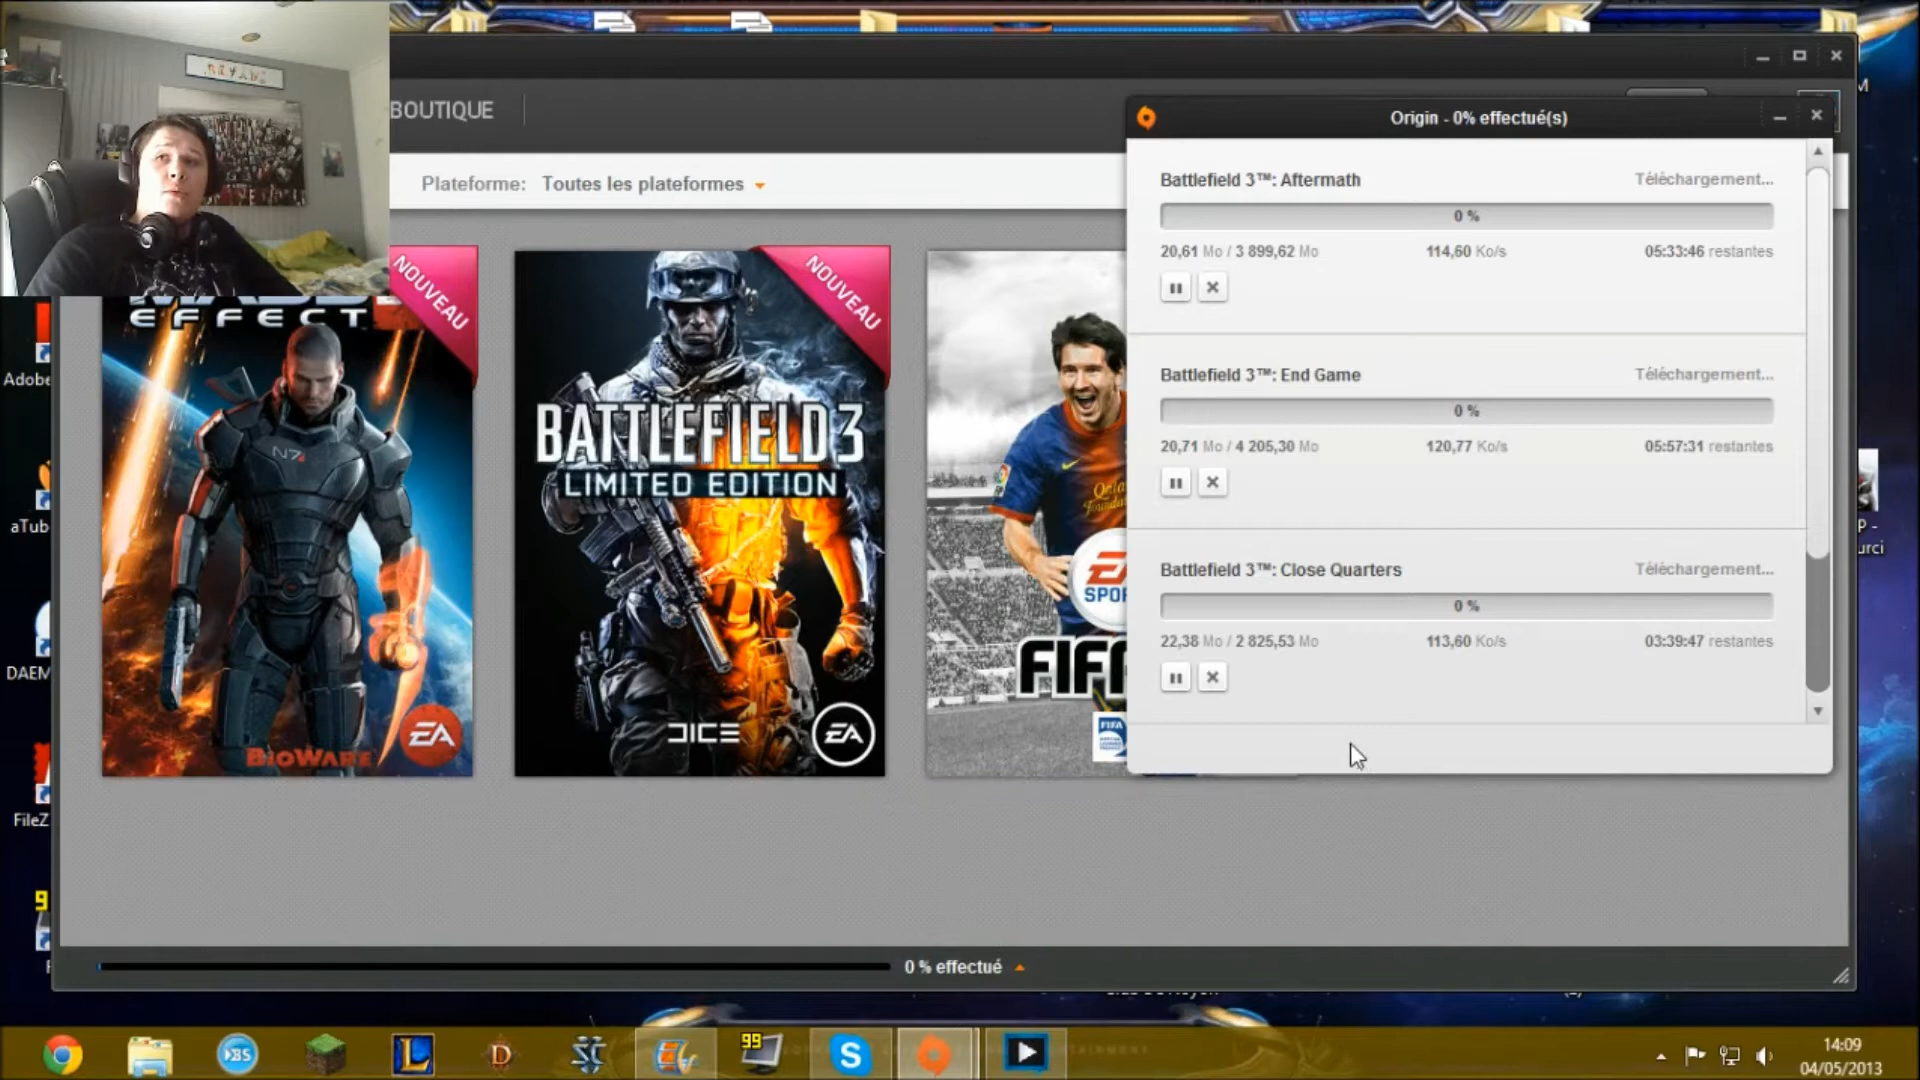 BOUTIQUE
Plateforme: Toutes les plateformes
Origin - 0% effectué(s)
Battlefield 3™: Aftermath
Téléchargement...
0 %
20,61 Mo / 3 899,62 Mo
114,60 Ko/s
05:33:46 restantes
Battlefield 3™: End Game
Téléchargement...
0 %
20,71 Mo / 4 205,30 Mo
120,77 Ko/s
05:57:31 restantes
Battlefield 3™: Close Quarters
Téléchargement...
0 %
22,38 Mo / 2 825,53 Mo
113,60 Ko/s
03:39:47 restantes
NOUVEAU
EFFECT
N7
BIOWARE
EA
NOUVEAU
BATTLEFIELD 3
LIMITED EDITION
DICE
EA
Adobe
aTub
DAEM
FileZ
0 % effectué
99
14:09
04/05/2013